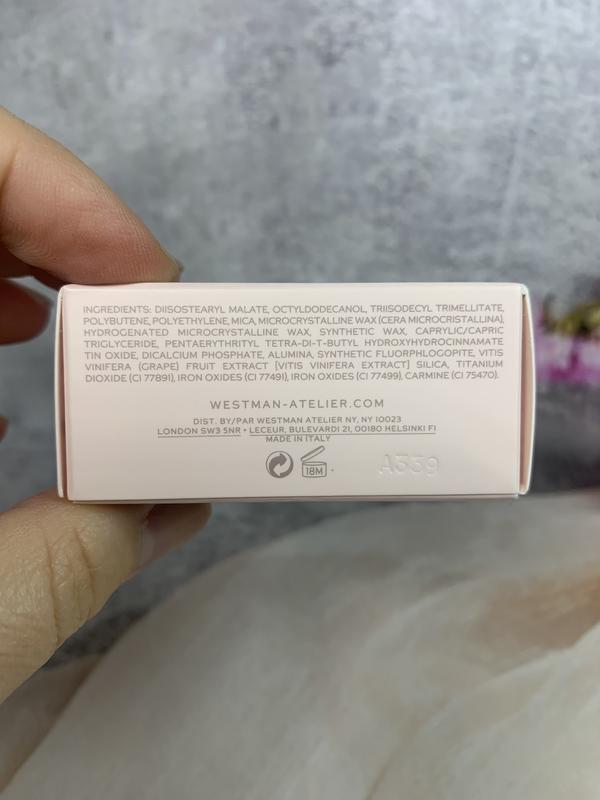 INGREDIENTS: DIISOSTEARYL MALATE, OCTYLDODECANOL, TRIISODECYL TRIMELLITATE,
POLYBUTENE, POLYETHYLENE, MICA, MICROCRYSTALLINE WAX (CERA MICROCRISTALLINA),
HYDROGENATED MICROCRYSTALLINE WAX, SYNTHETIC WAX, CAPRYLIC/CAPRIC
TRIGLYCERIDE, PENTAERYTHRITYL TETRA-DI-T-BUTYL HYDROXYHYDROCINNAMATE
TIN OXIDE, DICALCIUM PHOSPHATE, ALUMINA, SYNTHETIC FLUORPHLOGOPITE, VITIS
VINIFERA (GRAPE) FRUIT EXTRACT [VITIS VINIFERA EXTRACT] SILICA, TITANIUM
DIOXIDE (CI 77891), IRON OXIDES (CI 77491), IRON OXIDES (CI 77499), CARMINE (CI 75470).
WESTMAN-ATELIER.COM
DIST. BY/PAR WESTMAN ATELIER NY, NY 10023
LONDON SW3 5NR • LECEUR, BULEVARDI 21, 00180 HELSINKI FI
MADE IN ITALY
18M
A339